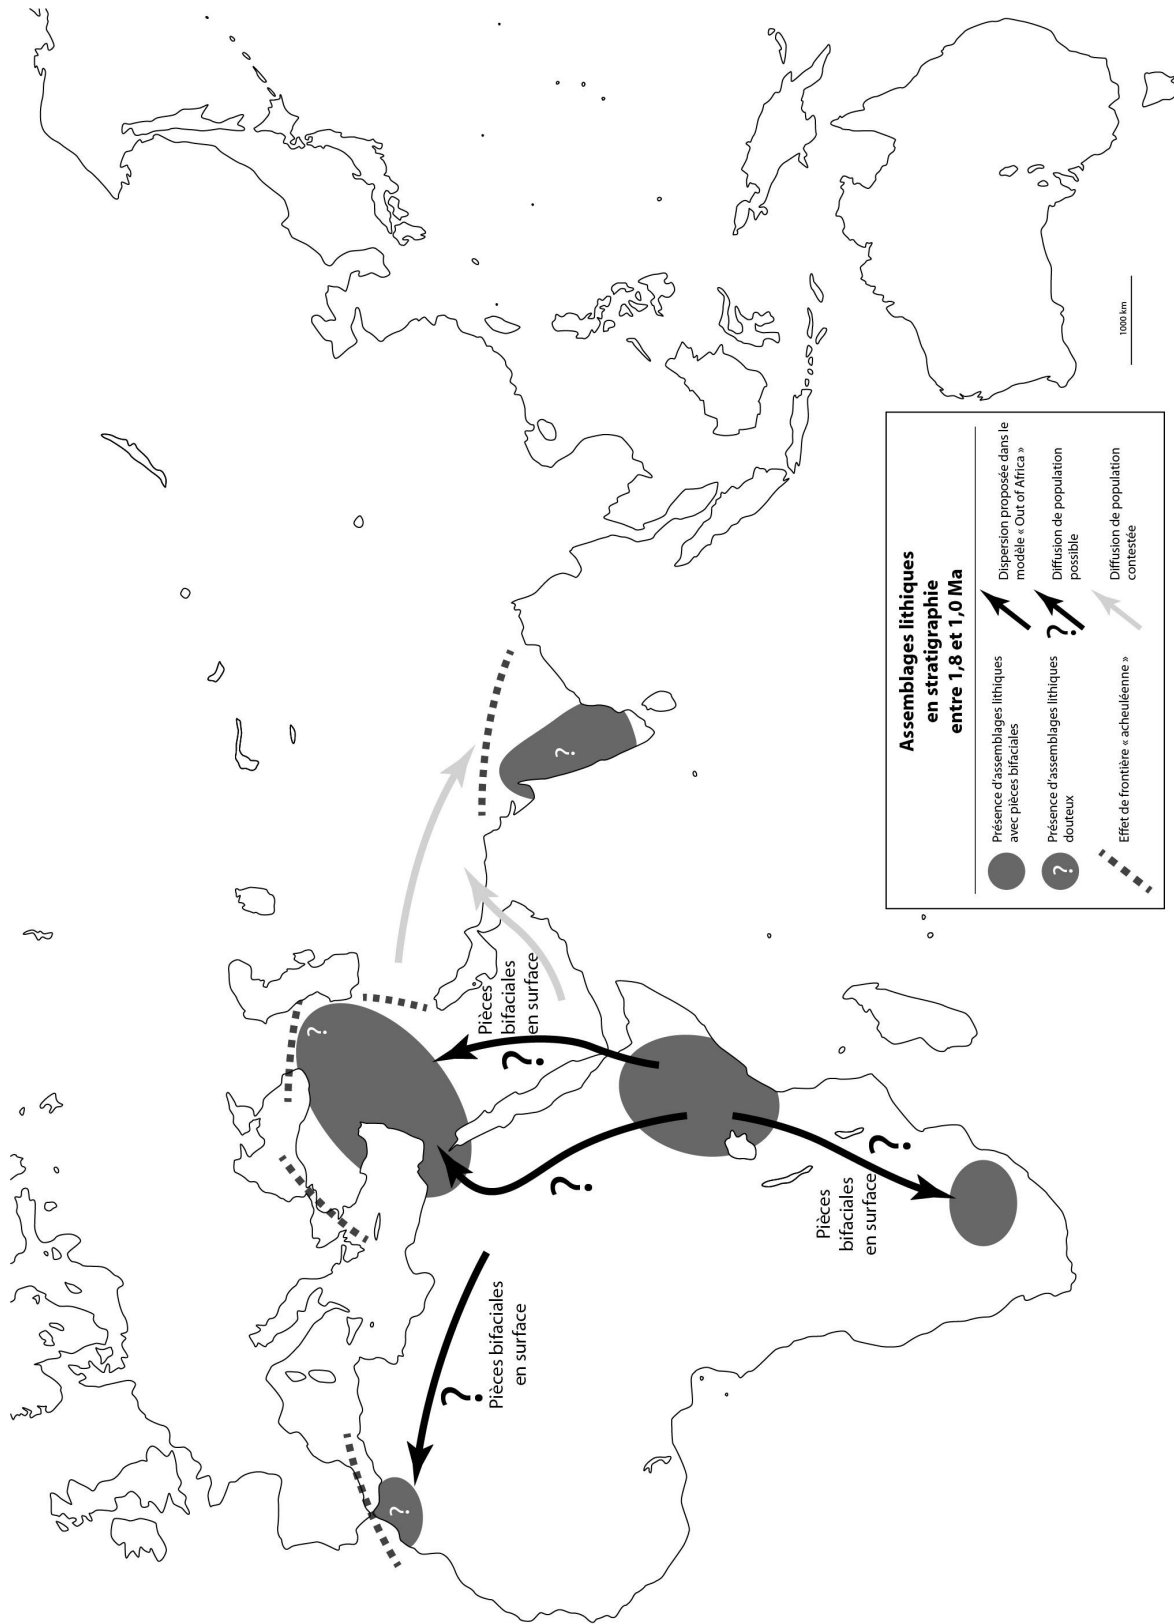 ?
Pièces bifaciales
en surface
?
?
?
?
Pièces
bifaciales
en surface
Pièces
bifaciales
en surface
?
?
Assemblages lithiques
en stratigraphie
entre 1,8 et 1,0 Ma
Présence d'assemblages lithiques
avec pièces bifaciales
?
Présence d'assemblages lithiques
douteux
Effet de frontière « acheuléenne »
Dispersion proposée dans le
modèle « Out of Africa »
?
Diffusion de population
possible
Diffusion de population
contestée
1000 km